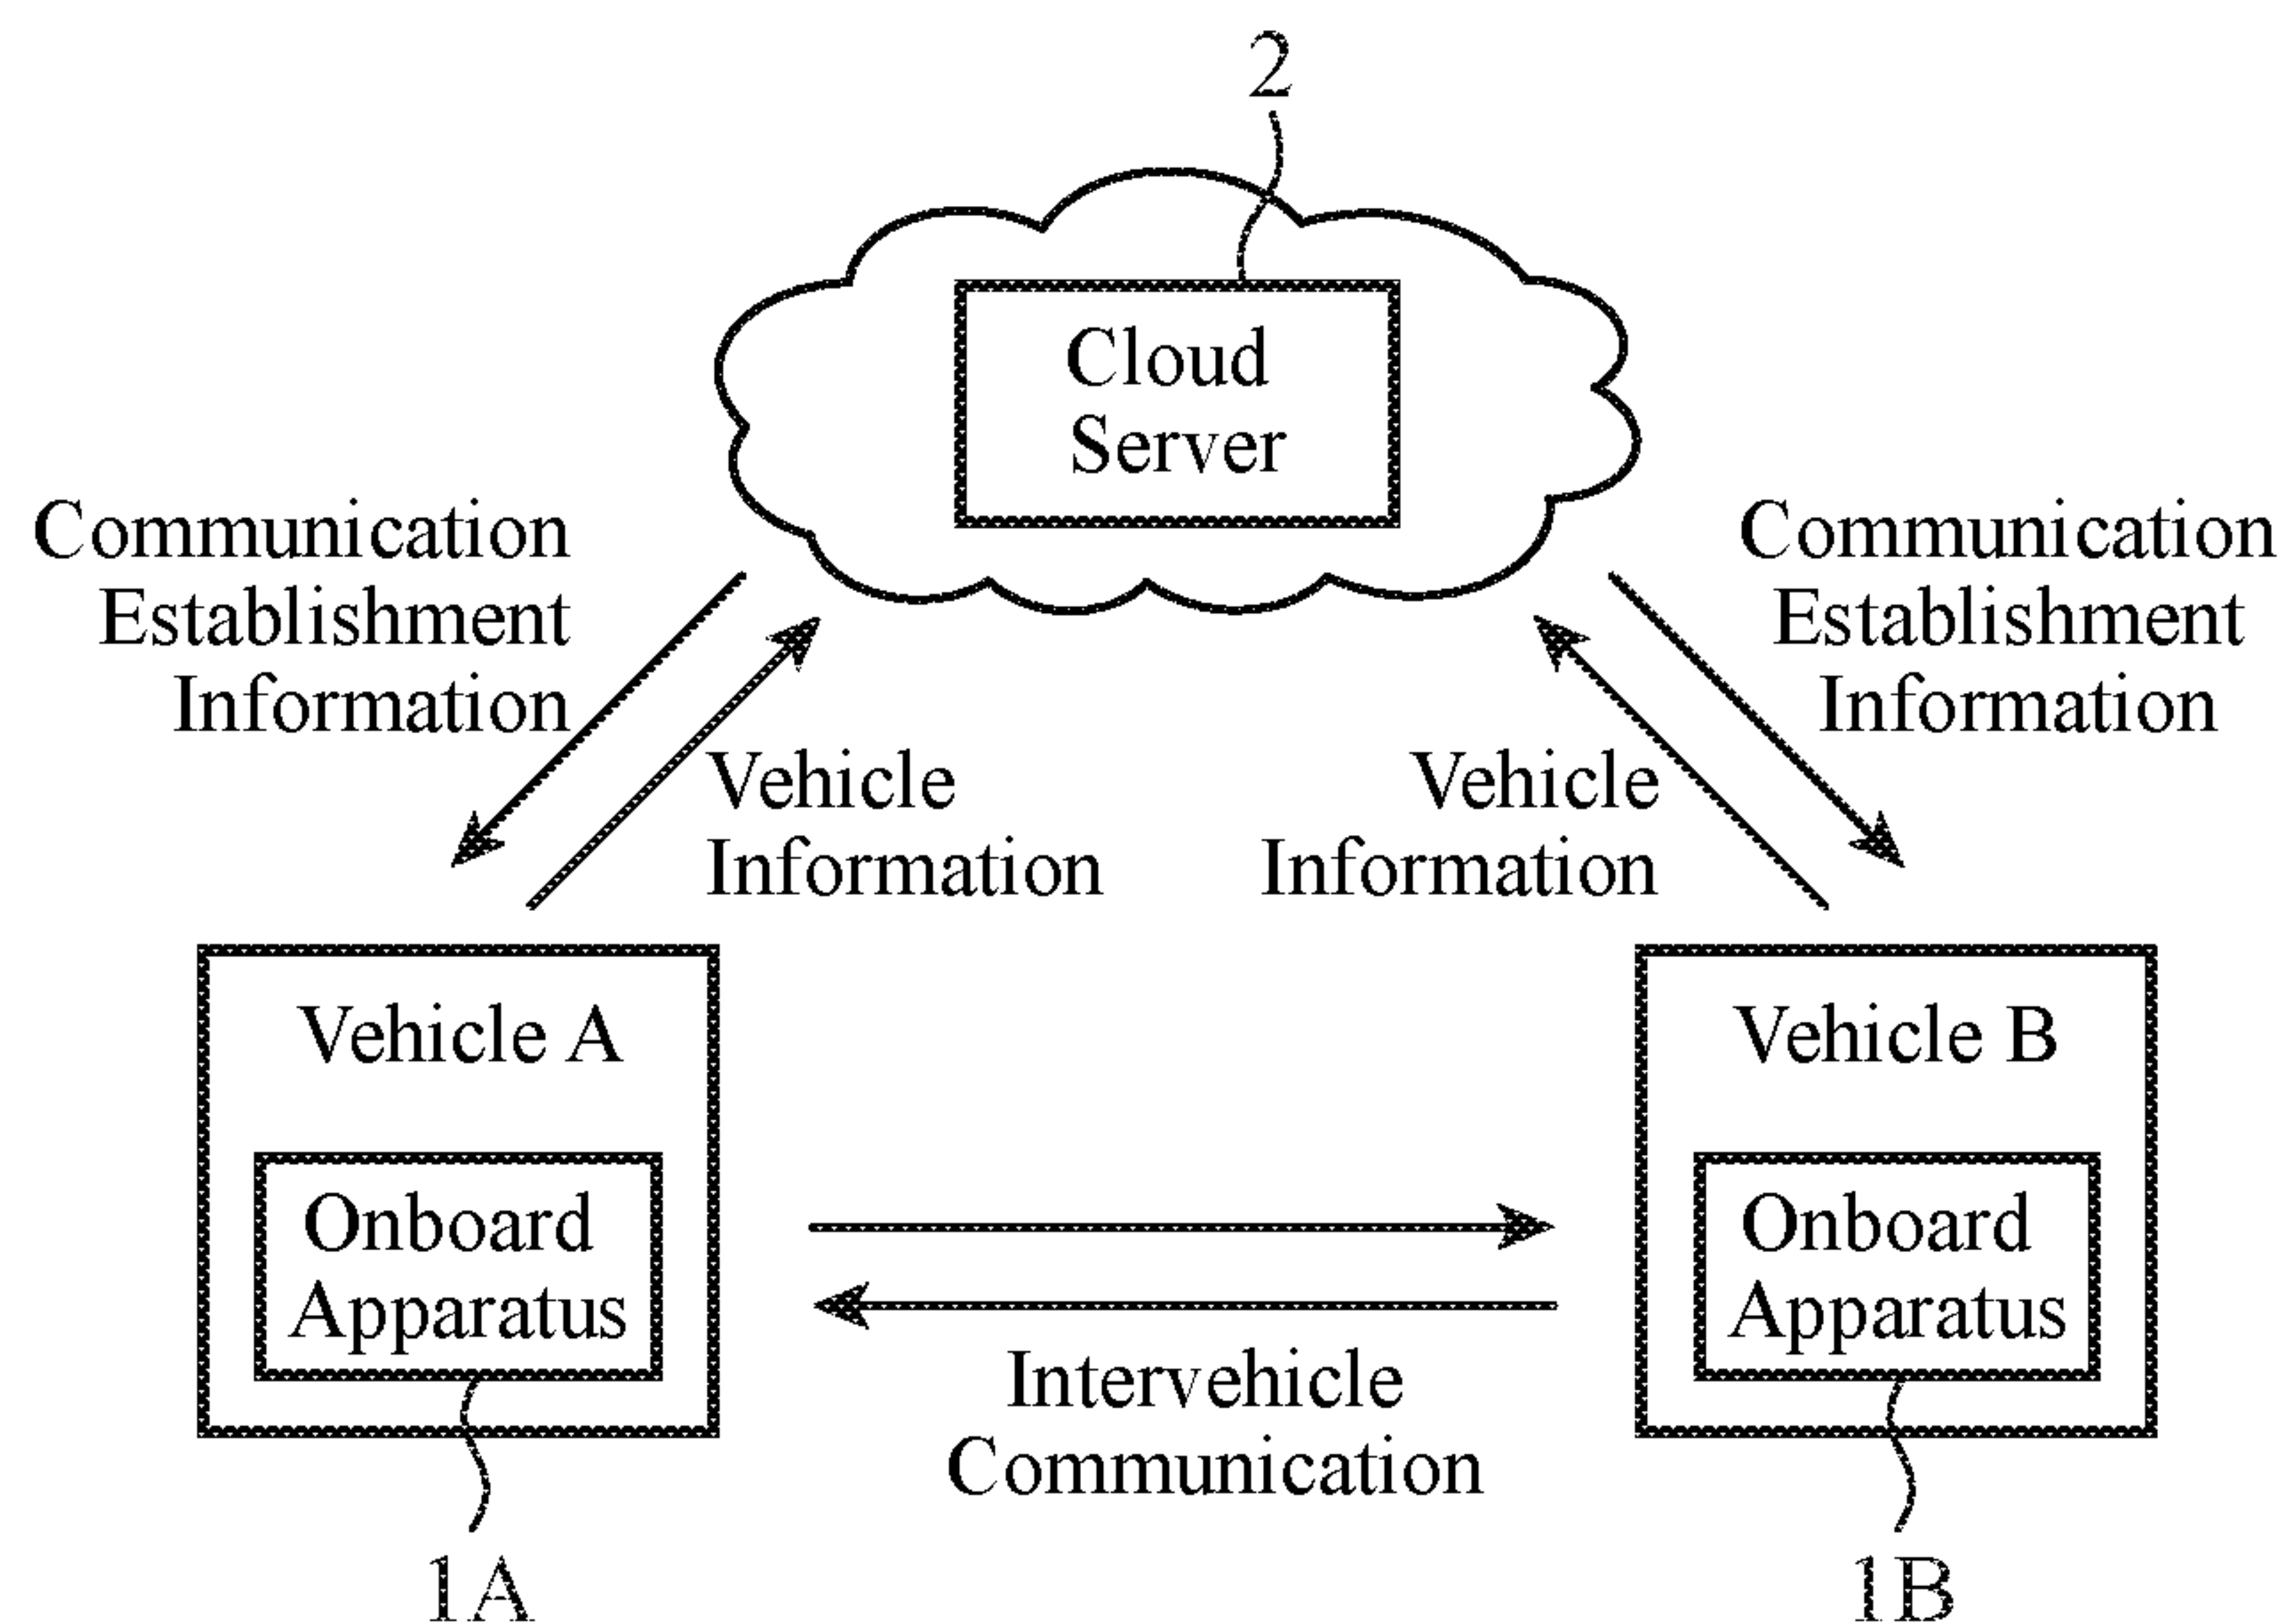 2
Cloud
Server
Communication
Establishment
Information
Communication
Establishment
Information
Vehicle
Information
Vehicle
Information
Vehicle A
Vehicle B
Onboard
Apparatus
Onboard
Apparatus
Intervehicle
Communication
1A
1B